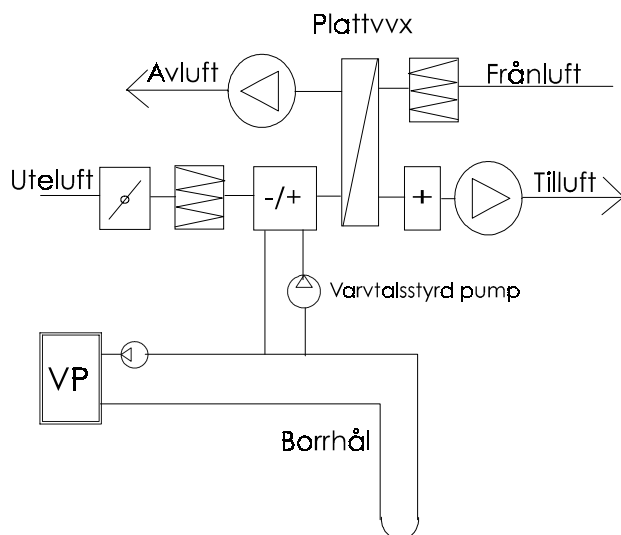 Plattvvx
Avluft
Frånluft
Uteluft
-/+
+
Tilluft
Varvtalsstyrd pump
VP
Borrhål